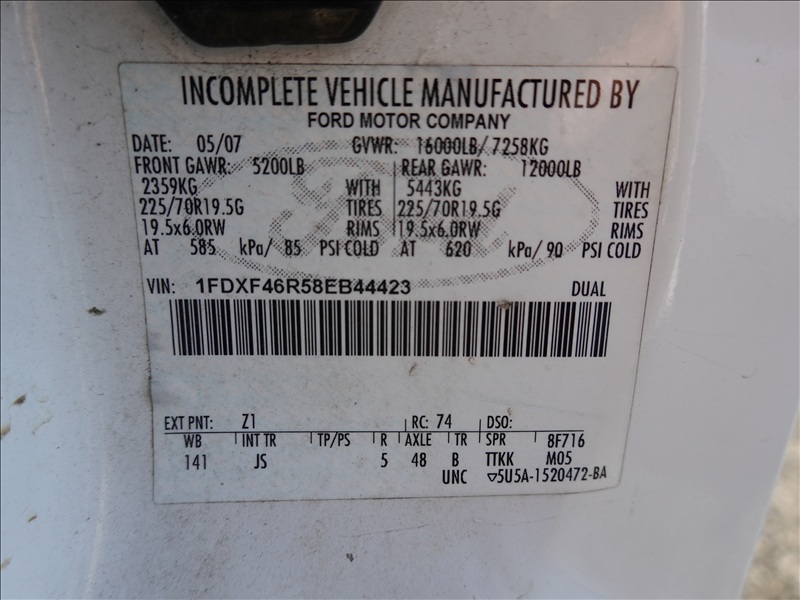 INCOMPLETE VEHICLE MANUFACTURED BY
FORD MOTOR COMPANY
DATE: 05/07 GVWR: 16000LB/ 7258KG
FRONT GAWR: 5200LB REAR GAWR: 12000LB
2359KG WITH 5443KG WITH
225/70R19.5G TIRES 225/70R19.5G TIRES
19.5x6.0RW RIMS 19.5x6.0RW RIMS
AT 585 kPa/ 85 PSI COLD AT 620 kPa/ 90 PSI COLD
VIN: 1FDXF46R58EB44423 DUAL
EXT PNT: Z1 RC: 74 DSO:
WB INT TR TP/PS R AXLE TR SPR 8F716
141 JS 5 48 B TTKK M05
UNC ▽5U5A-1520472-BA